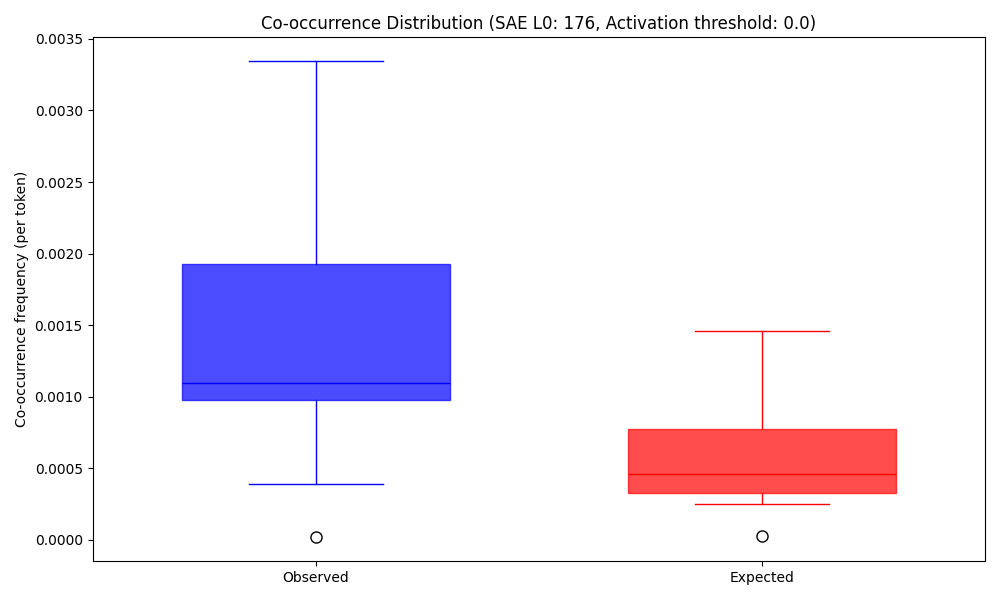 Co-occurrence Distribution (SAE L0: 176, Activation threshold: 0.0)
Co-occurrence frequency (per token)
0.0035
0.0030
0.0025
0.0020
0.0015
0.0010
0.0005
0.0000
Observed
Expected